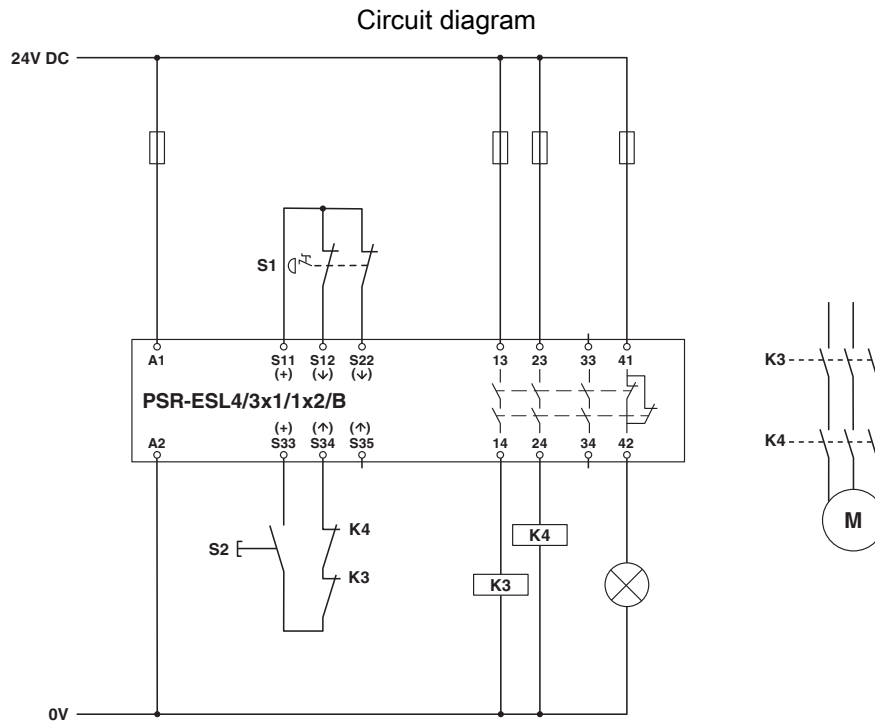 Circuit diagram
24V DC
S1
A1 S11 S12 S22 13 23 33 41
(+) (↓) (↓)
PSR-ESL4/3x1/1x2/B
(+) (↑) (↑)
A2 S33 S34 S35 14 24 34 42
K3
K4
M
S2
K4
K3
K4
K3
0V